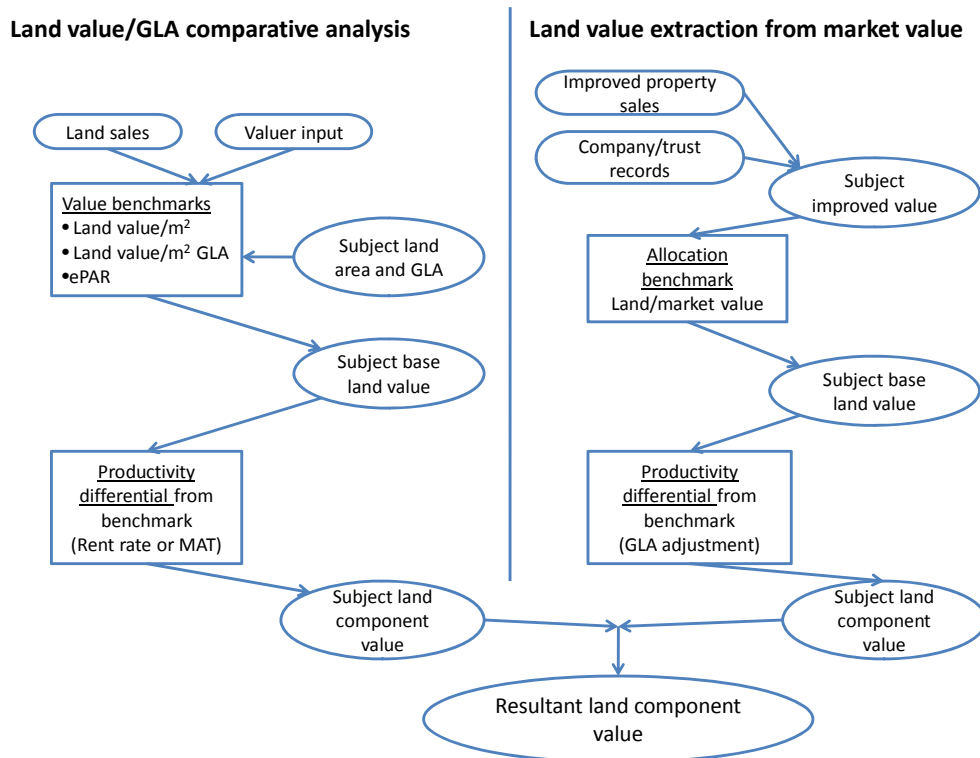 Land value/GLA comparative analysis
Land sales
Valuer input
Value benchmarks
• Land value/m²
• Land value/m² GLA
•ePAR
Subject land
area and GLA
Subject base
land value
Productivity
differential from
benchmark
(Rent rate or MAT)
Subject land
component
value
Land value extraction from market value
Improved property
sales
Company/trust
records
Subject
improved value
Allocation
benchmark
Land/market value
Subject base
land value
Productivity
differential from
benchmark
(GLA adjustment)
Subject land
component
value
Resultant land component
value